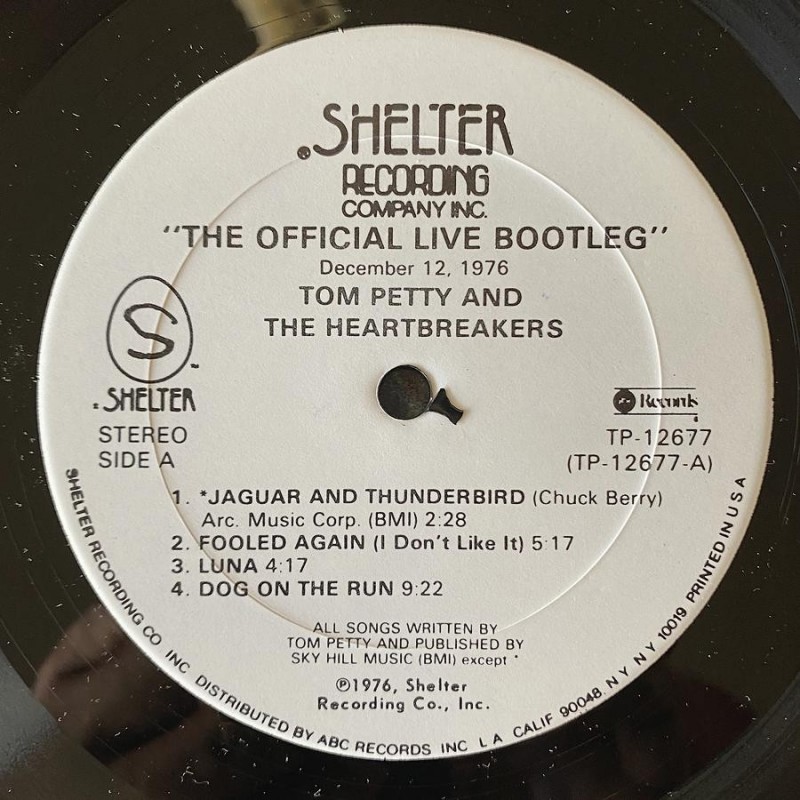 .SHELTER
RECORDING
COMPANY INC.
"THE OFFICIAL LIVE BOOTLEG"
December 12, 1976
TOM PETTY AND
THE HEARTBREAKERS
S
.SHELTER
STEREO
SIDE A
Records
TP-12677
(TP-12677-A)
1. *JAGUAR AND THUNDERBIRD (Chuck Berry)
Arc. Music Corp. (BMI) 2:28
2. FOOLED AGAIN (I Don't Like It) 5:17
3. LUNA 4:17
4. DOG ON THE RUN 9:22
ALL SONGS WRITTEN BY
TOM PETTY AND PUBLISHED BY
SKY HILL MUSIC (BMI) except *
℗1976, Shelter
Recording Co., Inc.
SHELTER RECORDING CO INC DISTRIBUTED BY ABC RECORDS INC L A CALIF 90048 N Y N Y 10019 PRINTED IN USA